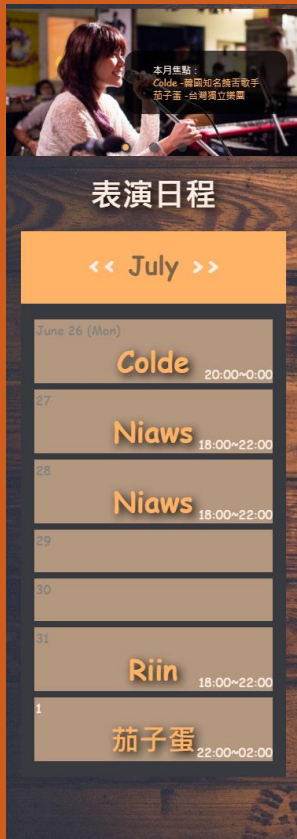 本月焦點：
Colde -韓國知名饒舌歌手
茄子蛋 -台灣獨立樂團
表演日程
<< July >>
June 26 (Mon)
Colde
20:00~0:00
27
Niaws
18:00~22:00
28
Niaws
18:00~22:00
29
30
31
Riin
18:00~22:00
1
茄子蛋
22:00~02:00